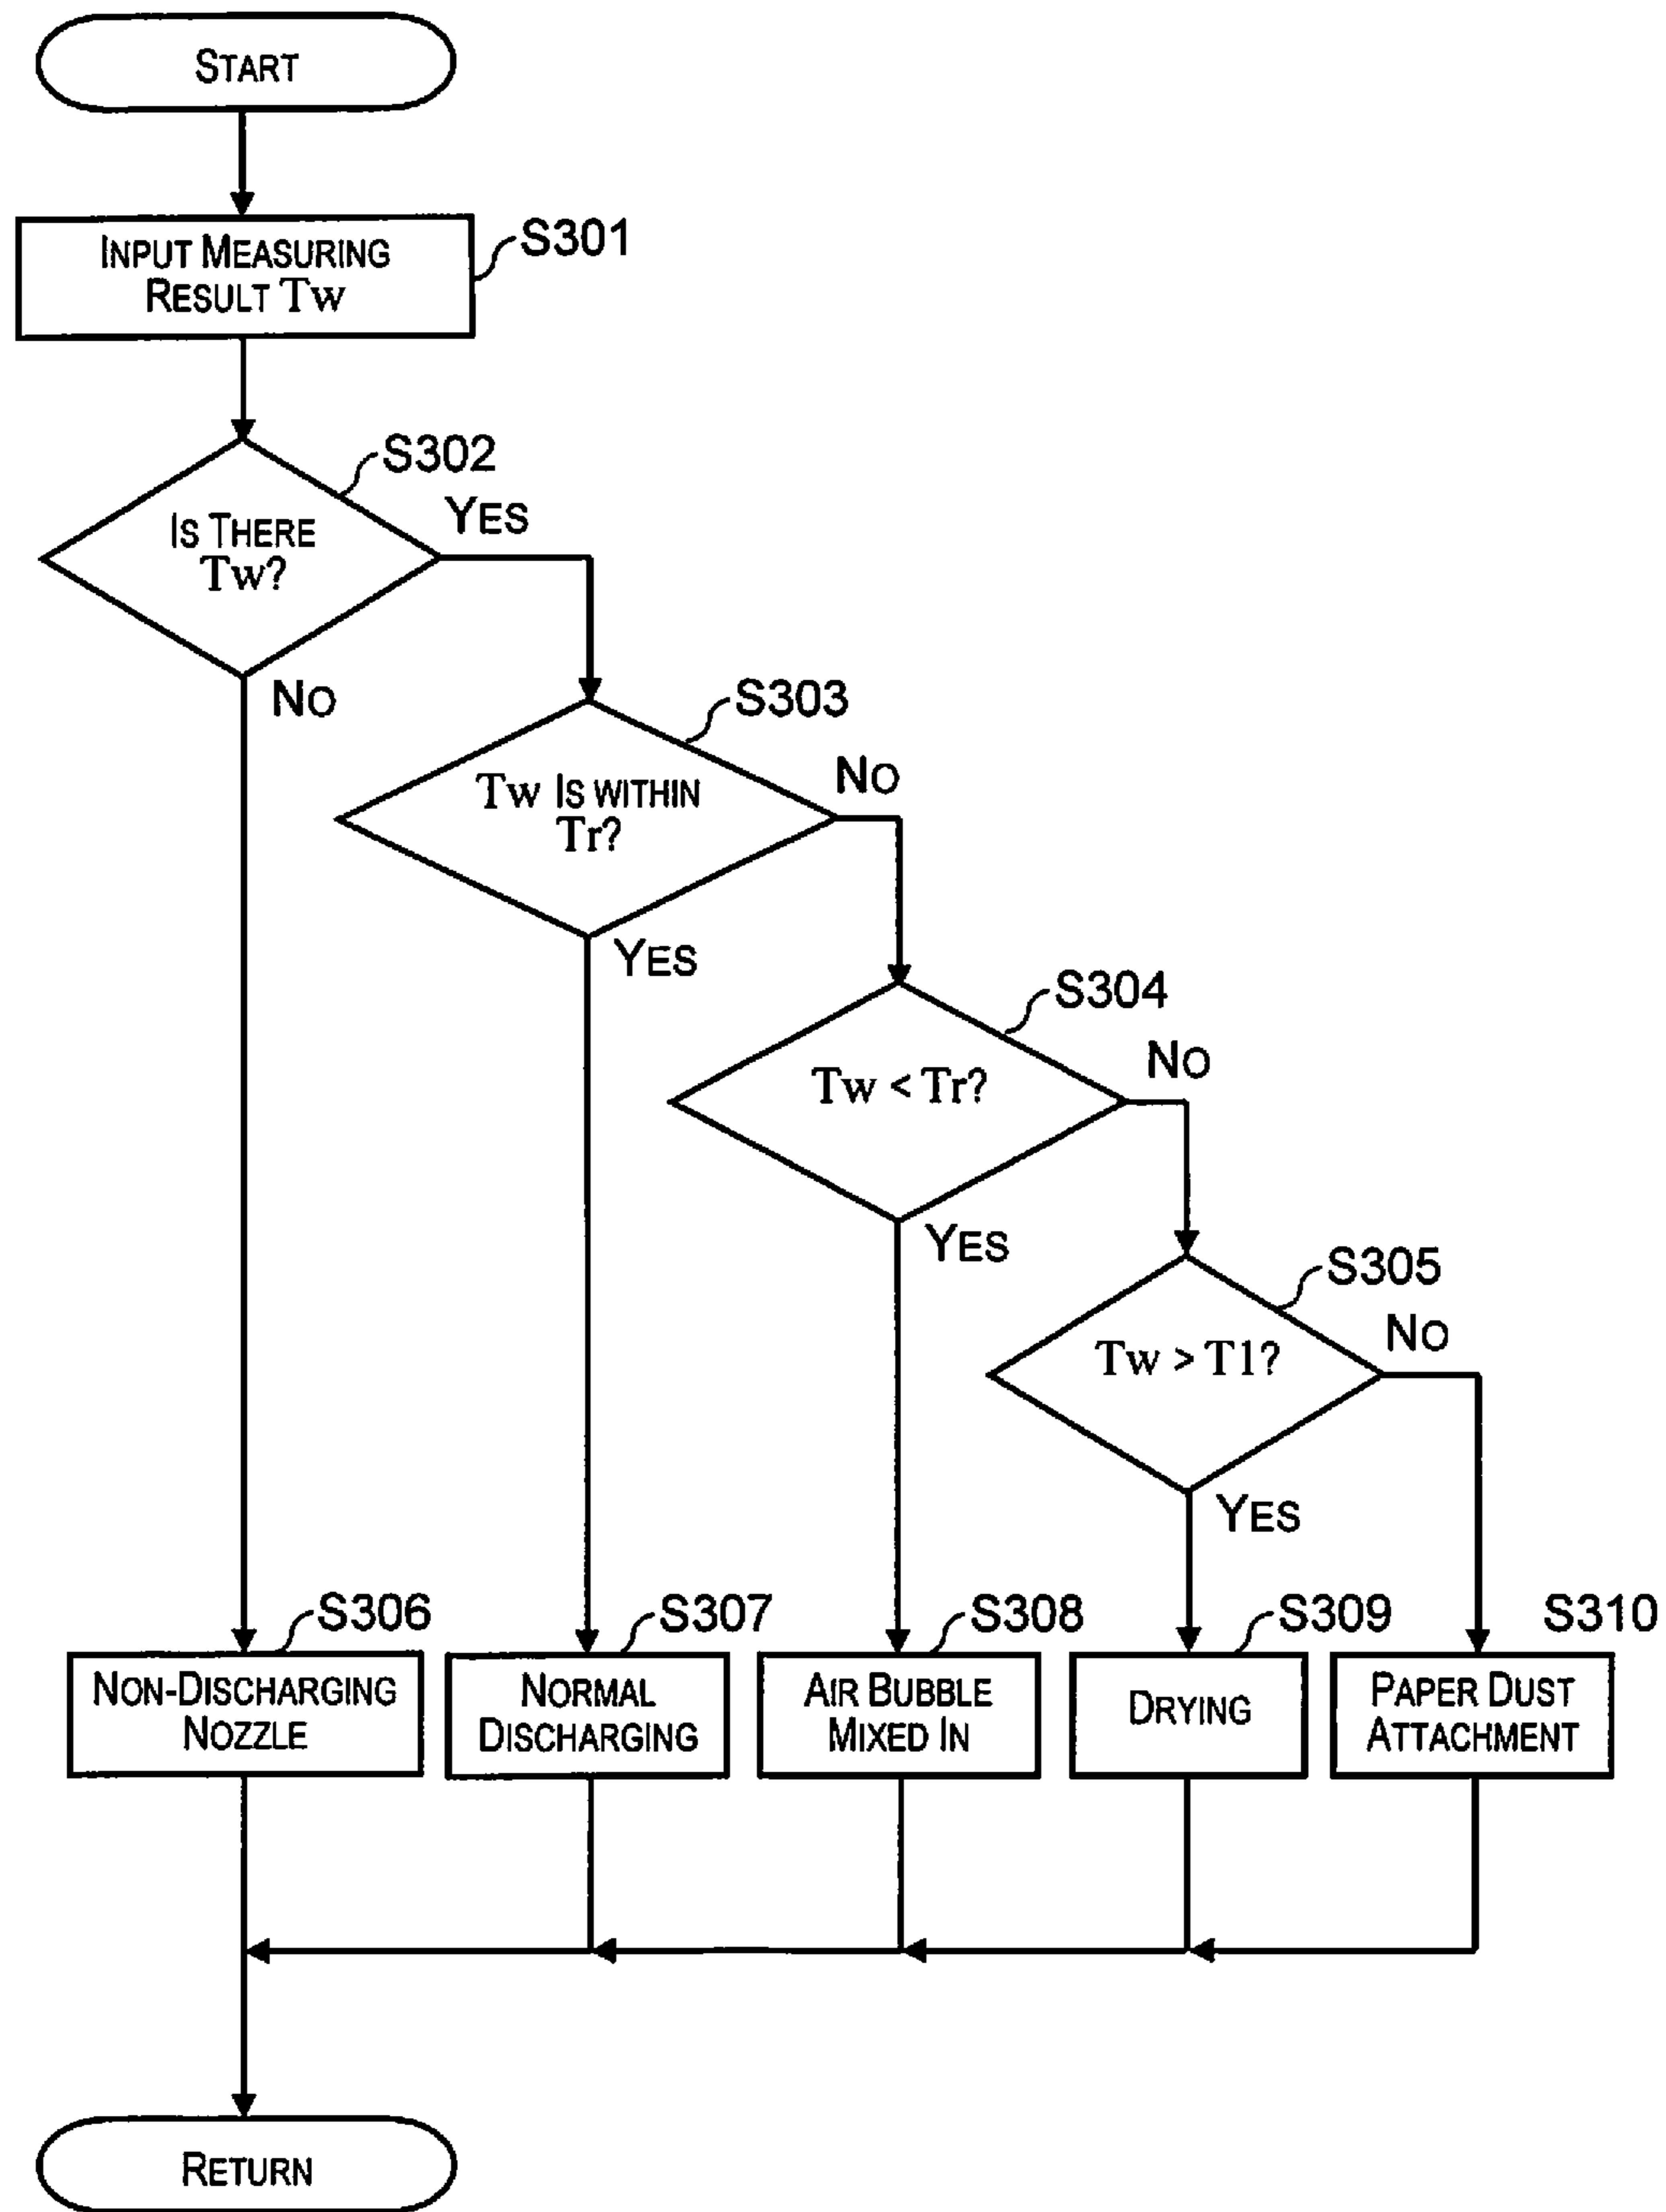 START
INPUT MEASURING
RESULT Tw
S301
S302
IS THERE
Tw?
YES
NO
S303
Tw IS WITHIN
Tr?
NO
YES
S304
Tw < Tr?
NO
YES
S305
Tw > T1?
NO
YES
S306
NON-DISCHARGING
NOZZLE
S307
NORMAL
DISCHARGING
S308
AIR BUBBLE
MIXED IN
S309
DRYING
S310
PAPER DUST
ATTACHMENT
RETURN